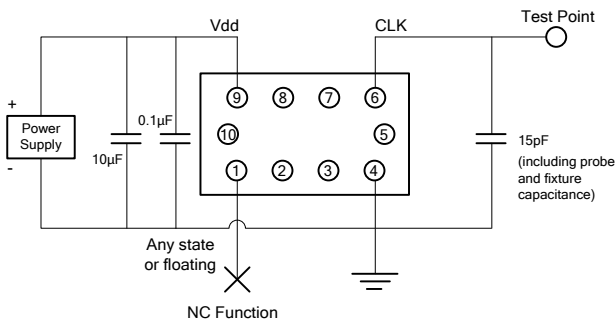 Vdd
CLK
Test Point
+
Power
Supply
-
10µF
0.1µF
9
8
7
6
10
5
1
2
3
4
15pF
(including probe
and fixture
capacitance)
Any state
or floating
NC Function